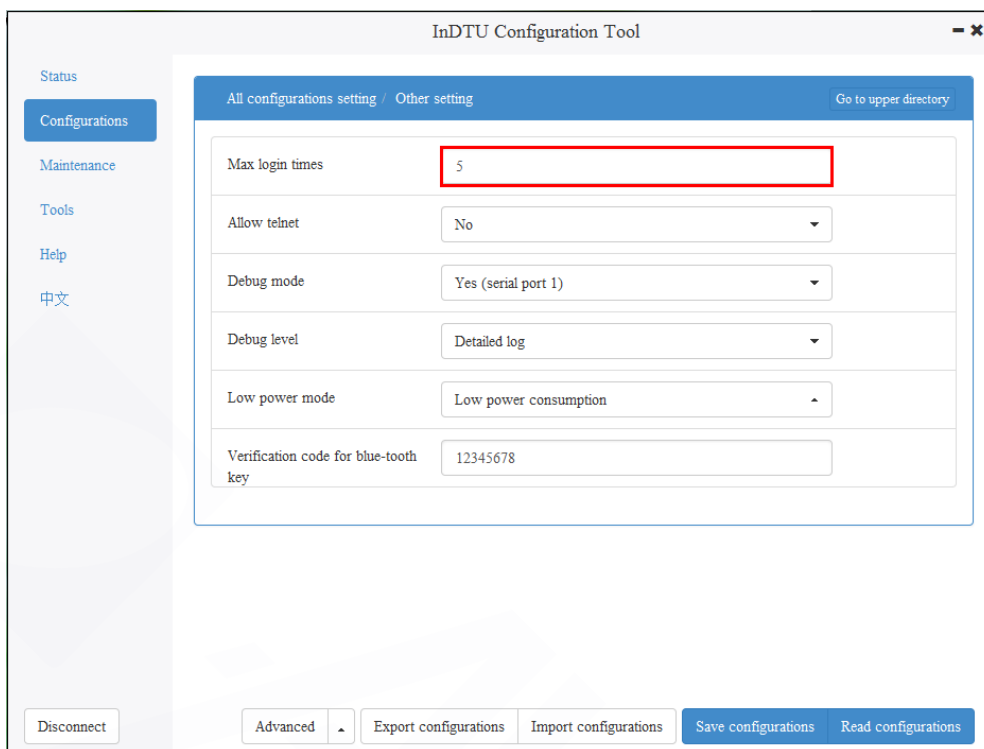 InDTU Configuration Tool
Status
Configurations
Maintenance
Tools
Help
中文
All configurations setting / Other setting
Go to upper directory
Max login times
5
Allow telnet
No
Debug mode
Yes (serial port 1)
Debug level
Detailed log
Low power mode
Low power consumption
Verification code for blue-tooth
key
12345678
Disconnect
Advanced
Export configurations
Import configurations
Save configurations
Read configurations